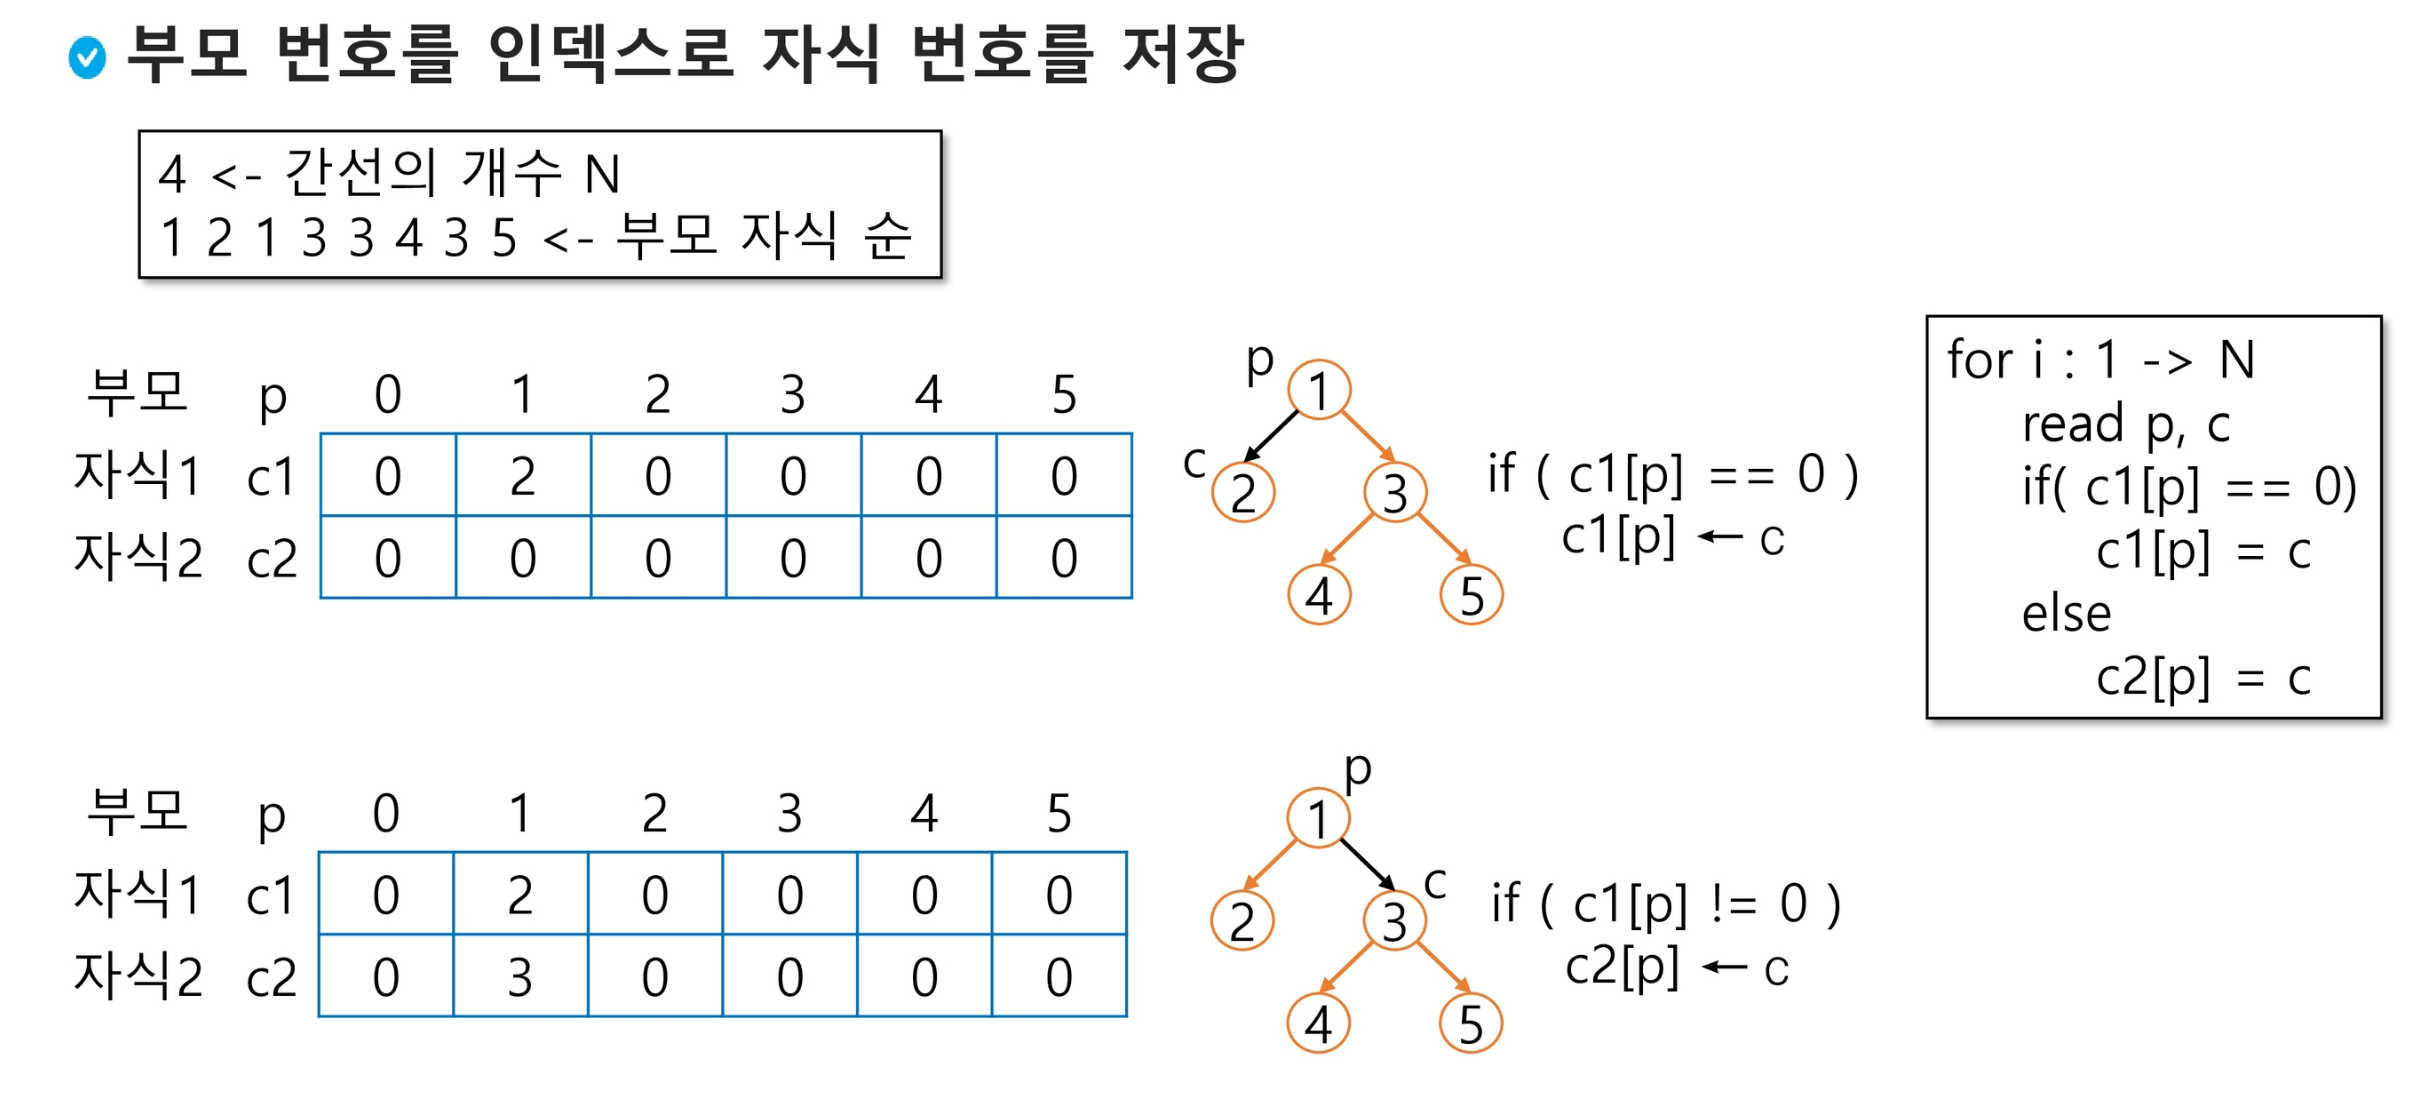 부모 번호를 인덱스로 자식 번호를 저장
4 <- 간선의 개수 N
1 2 1 3 3 4 3 5 <- 부모 자식 순
부모 p 0 1 2 3 4 5
자식1 c1 0 2 0 0 0 0
자식2 c2 0 0 0 0 0 0
p
1
c
2 3
4 5
if ( c1[p] == 0 )
c1[p] ← c
for i : 1 -> N
read p, c
if( c1[p] == 0)
c1[p] = c
else
c2[p] = c
부모 p 0 1 2 3 4 5
자식1 c1 0 2 0 0 0 0
자식2 c2 0 3 0 0 0 0
p
1
c
2 3
4 5
if ( c1[p] != 0 )
c2[p] ← c